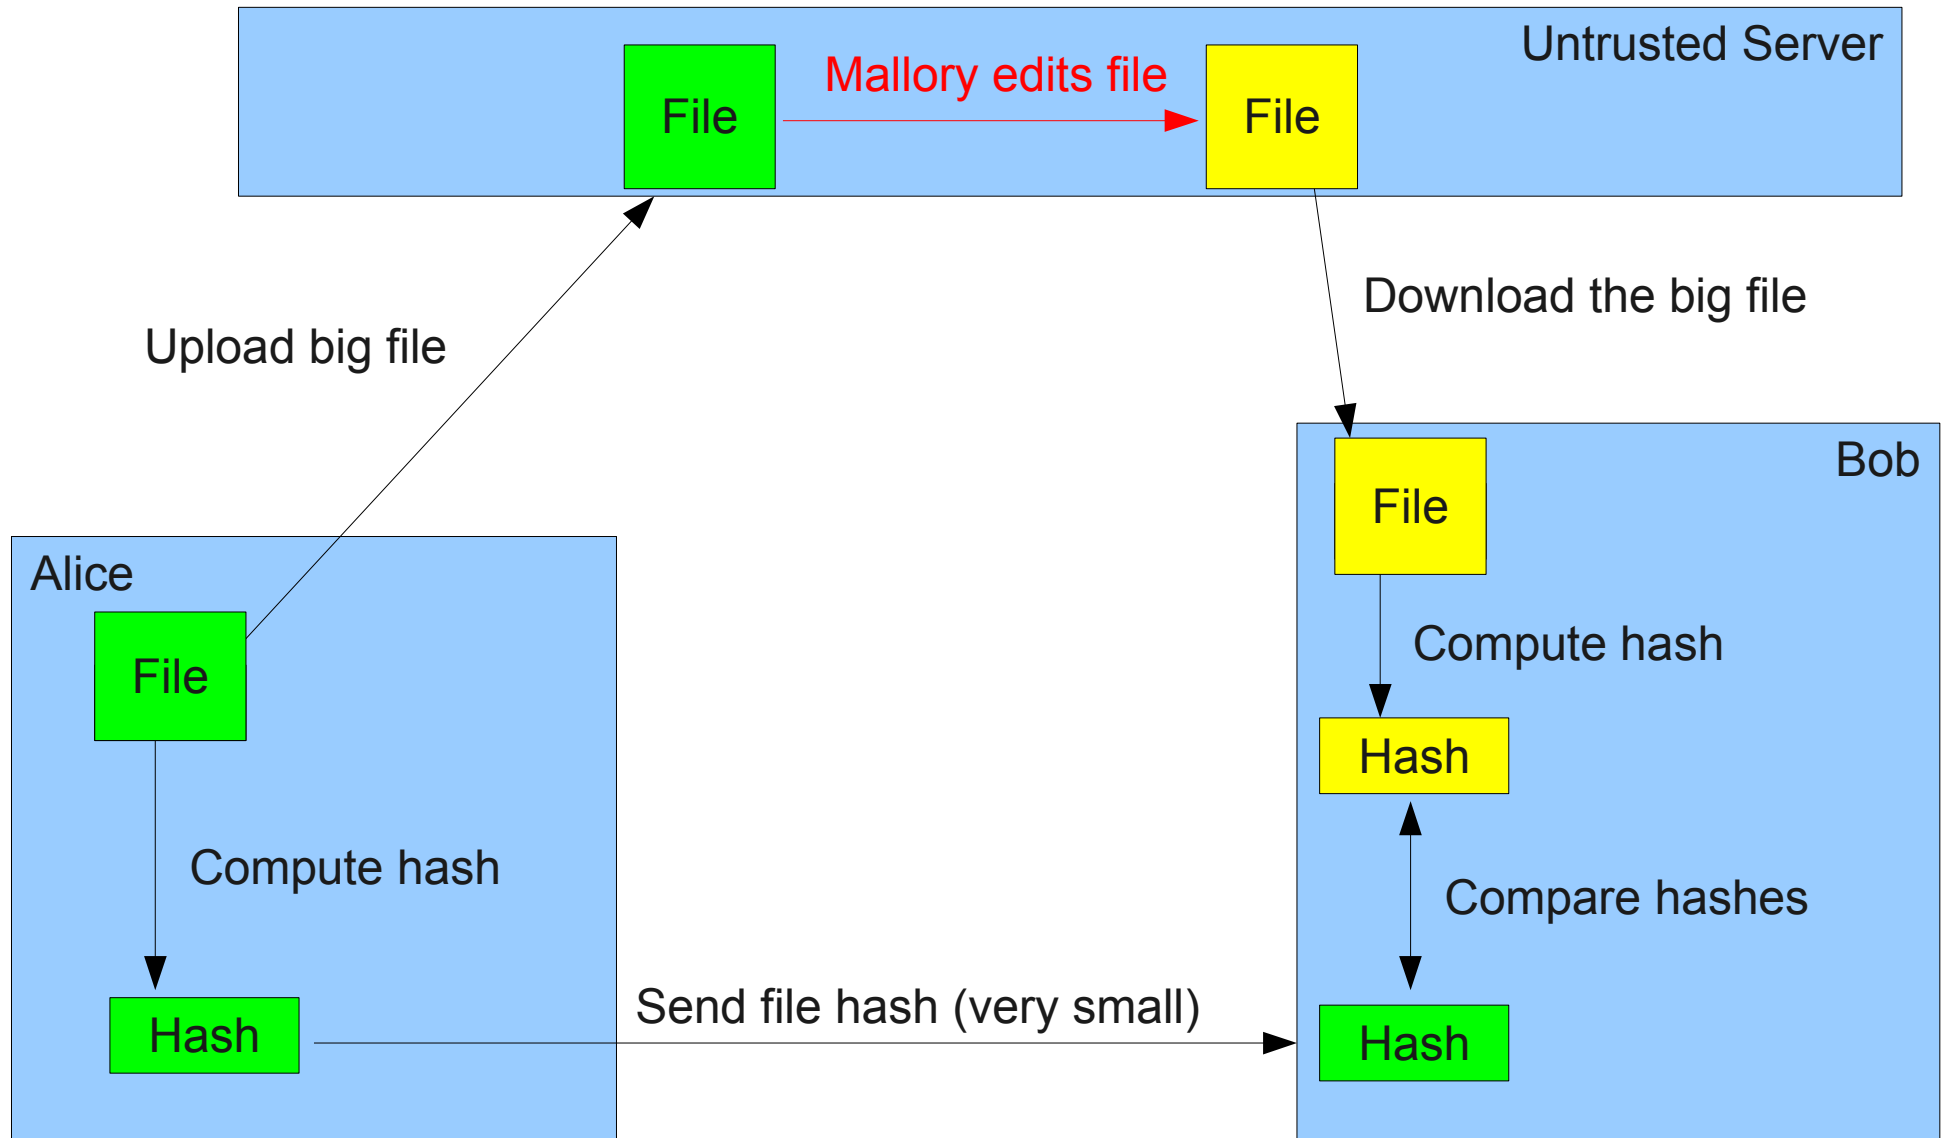 Untrusted Server
File
Mallory edits file
File
Upload big file
Download the big file
Alice
File
Compute hash
Hash
Send file hash (very small)
Bob
File
Compute hash
Hash
Compare hashes
Hash